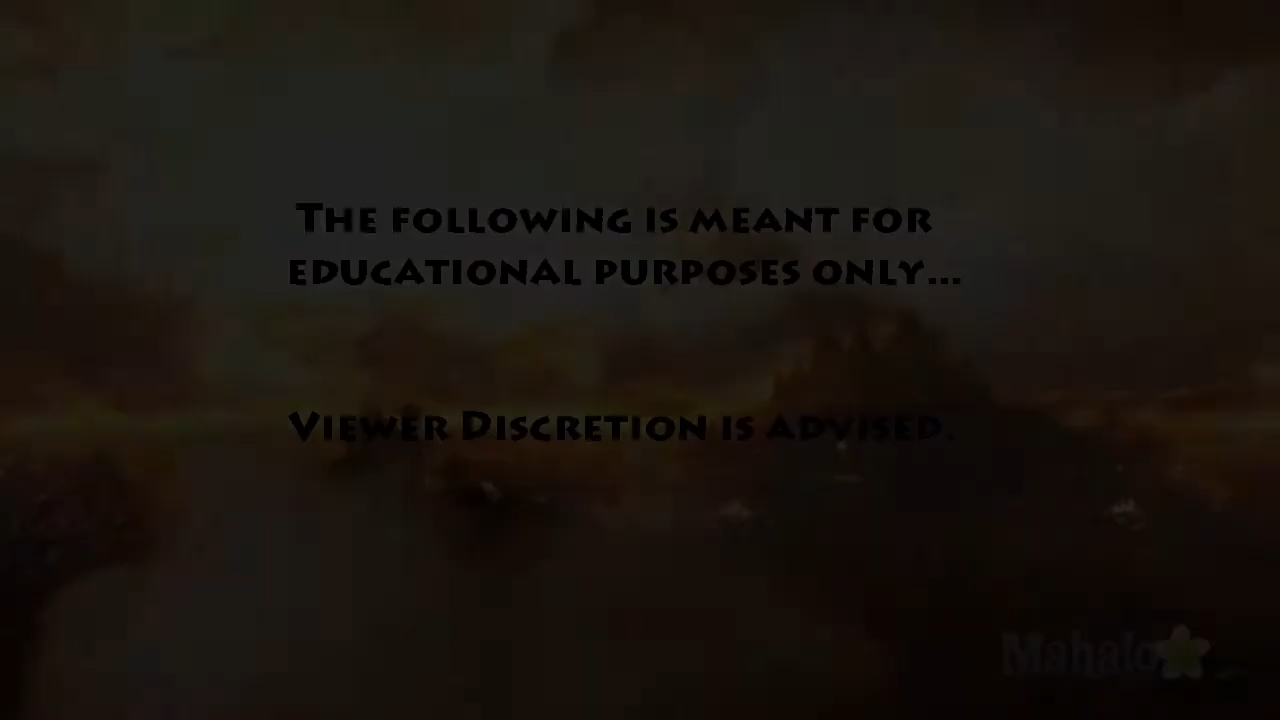 The following is meant for
educational purposes only...
Viewer Discretion is advised.
Mahalo